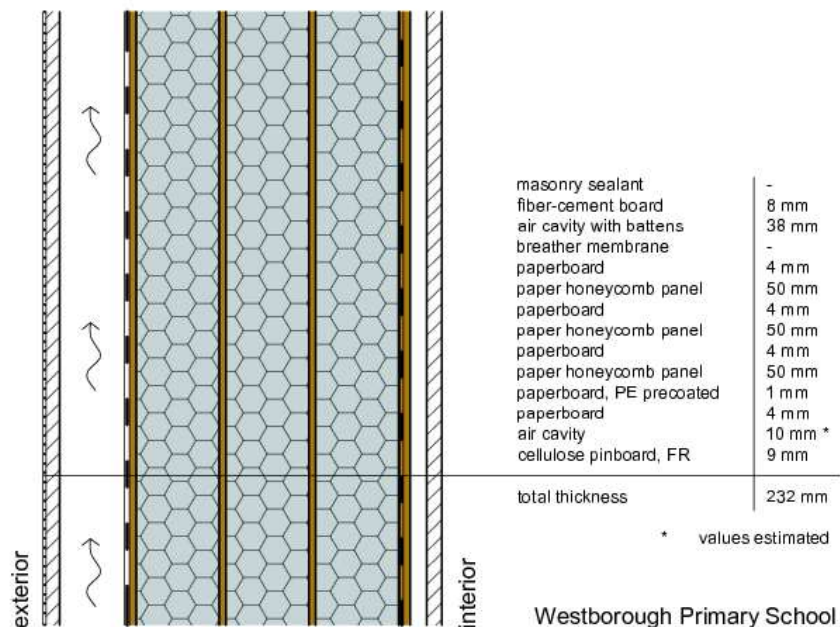 masonry sealant -
fiber-cement board 8 mm
air cavity with battens 38 mm
breather membrane -
paperboard 4 mm
paper honeycomb panel 50 mm
paperboard 4 mm
paper honeycomb panel 50 mm
paperboard 4 mm
paper honeycomb panel 50 mm
paperboard, PE precoated 1 mm
paperboard 4 mm
air cavity 10 mm *
cellulose pinboard, FR 9 mm
total thickness 232 mm
* values estimated
exterior
interior
Westborough Primary School